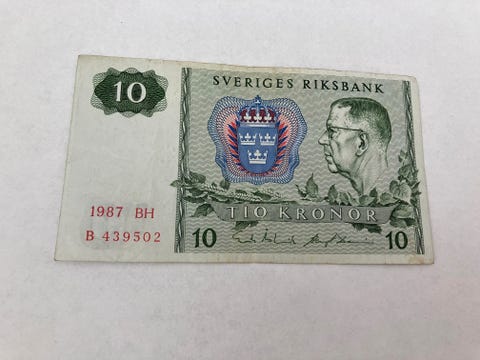 10
SVERIGES RIKSBANK
TIO KRONOR
1987 BH
B 439502
10
10